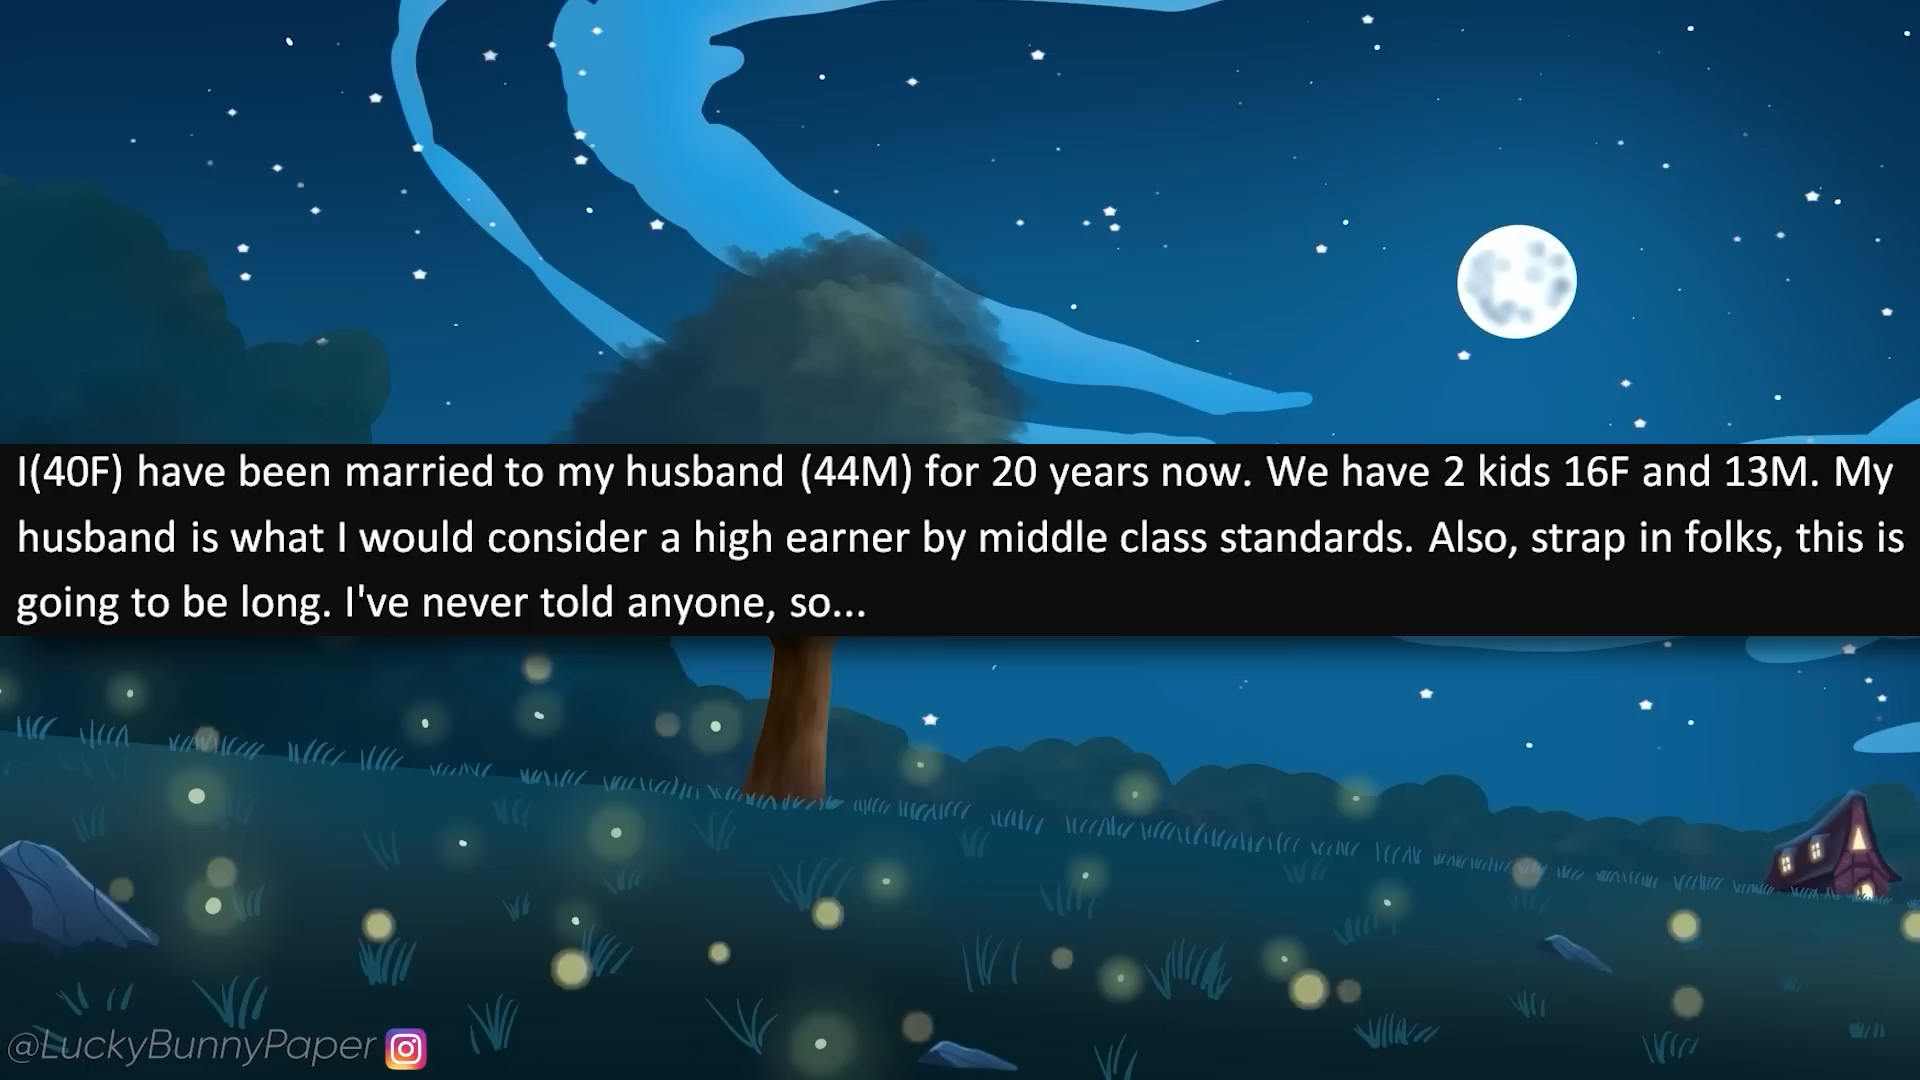 I(40F) have been married to my husband (44M) for 20 years now. We have 2 kids 16F and 13M. My
husband is what I would consider a high earner by middle class standards. Also, strap in folks, this is
going to be long. I've never told anyone, so...
@LuckyBunnyPaper